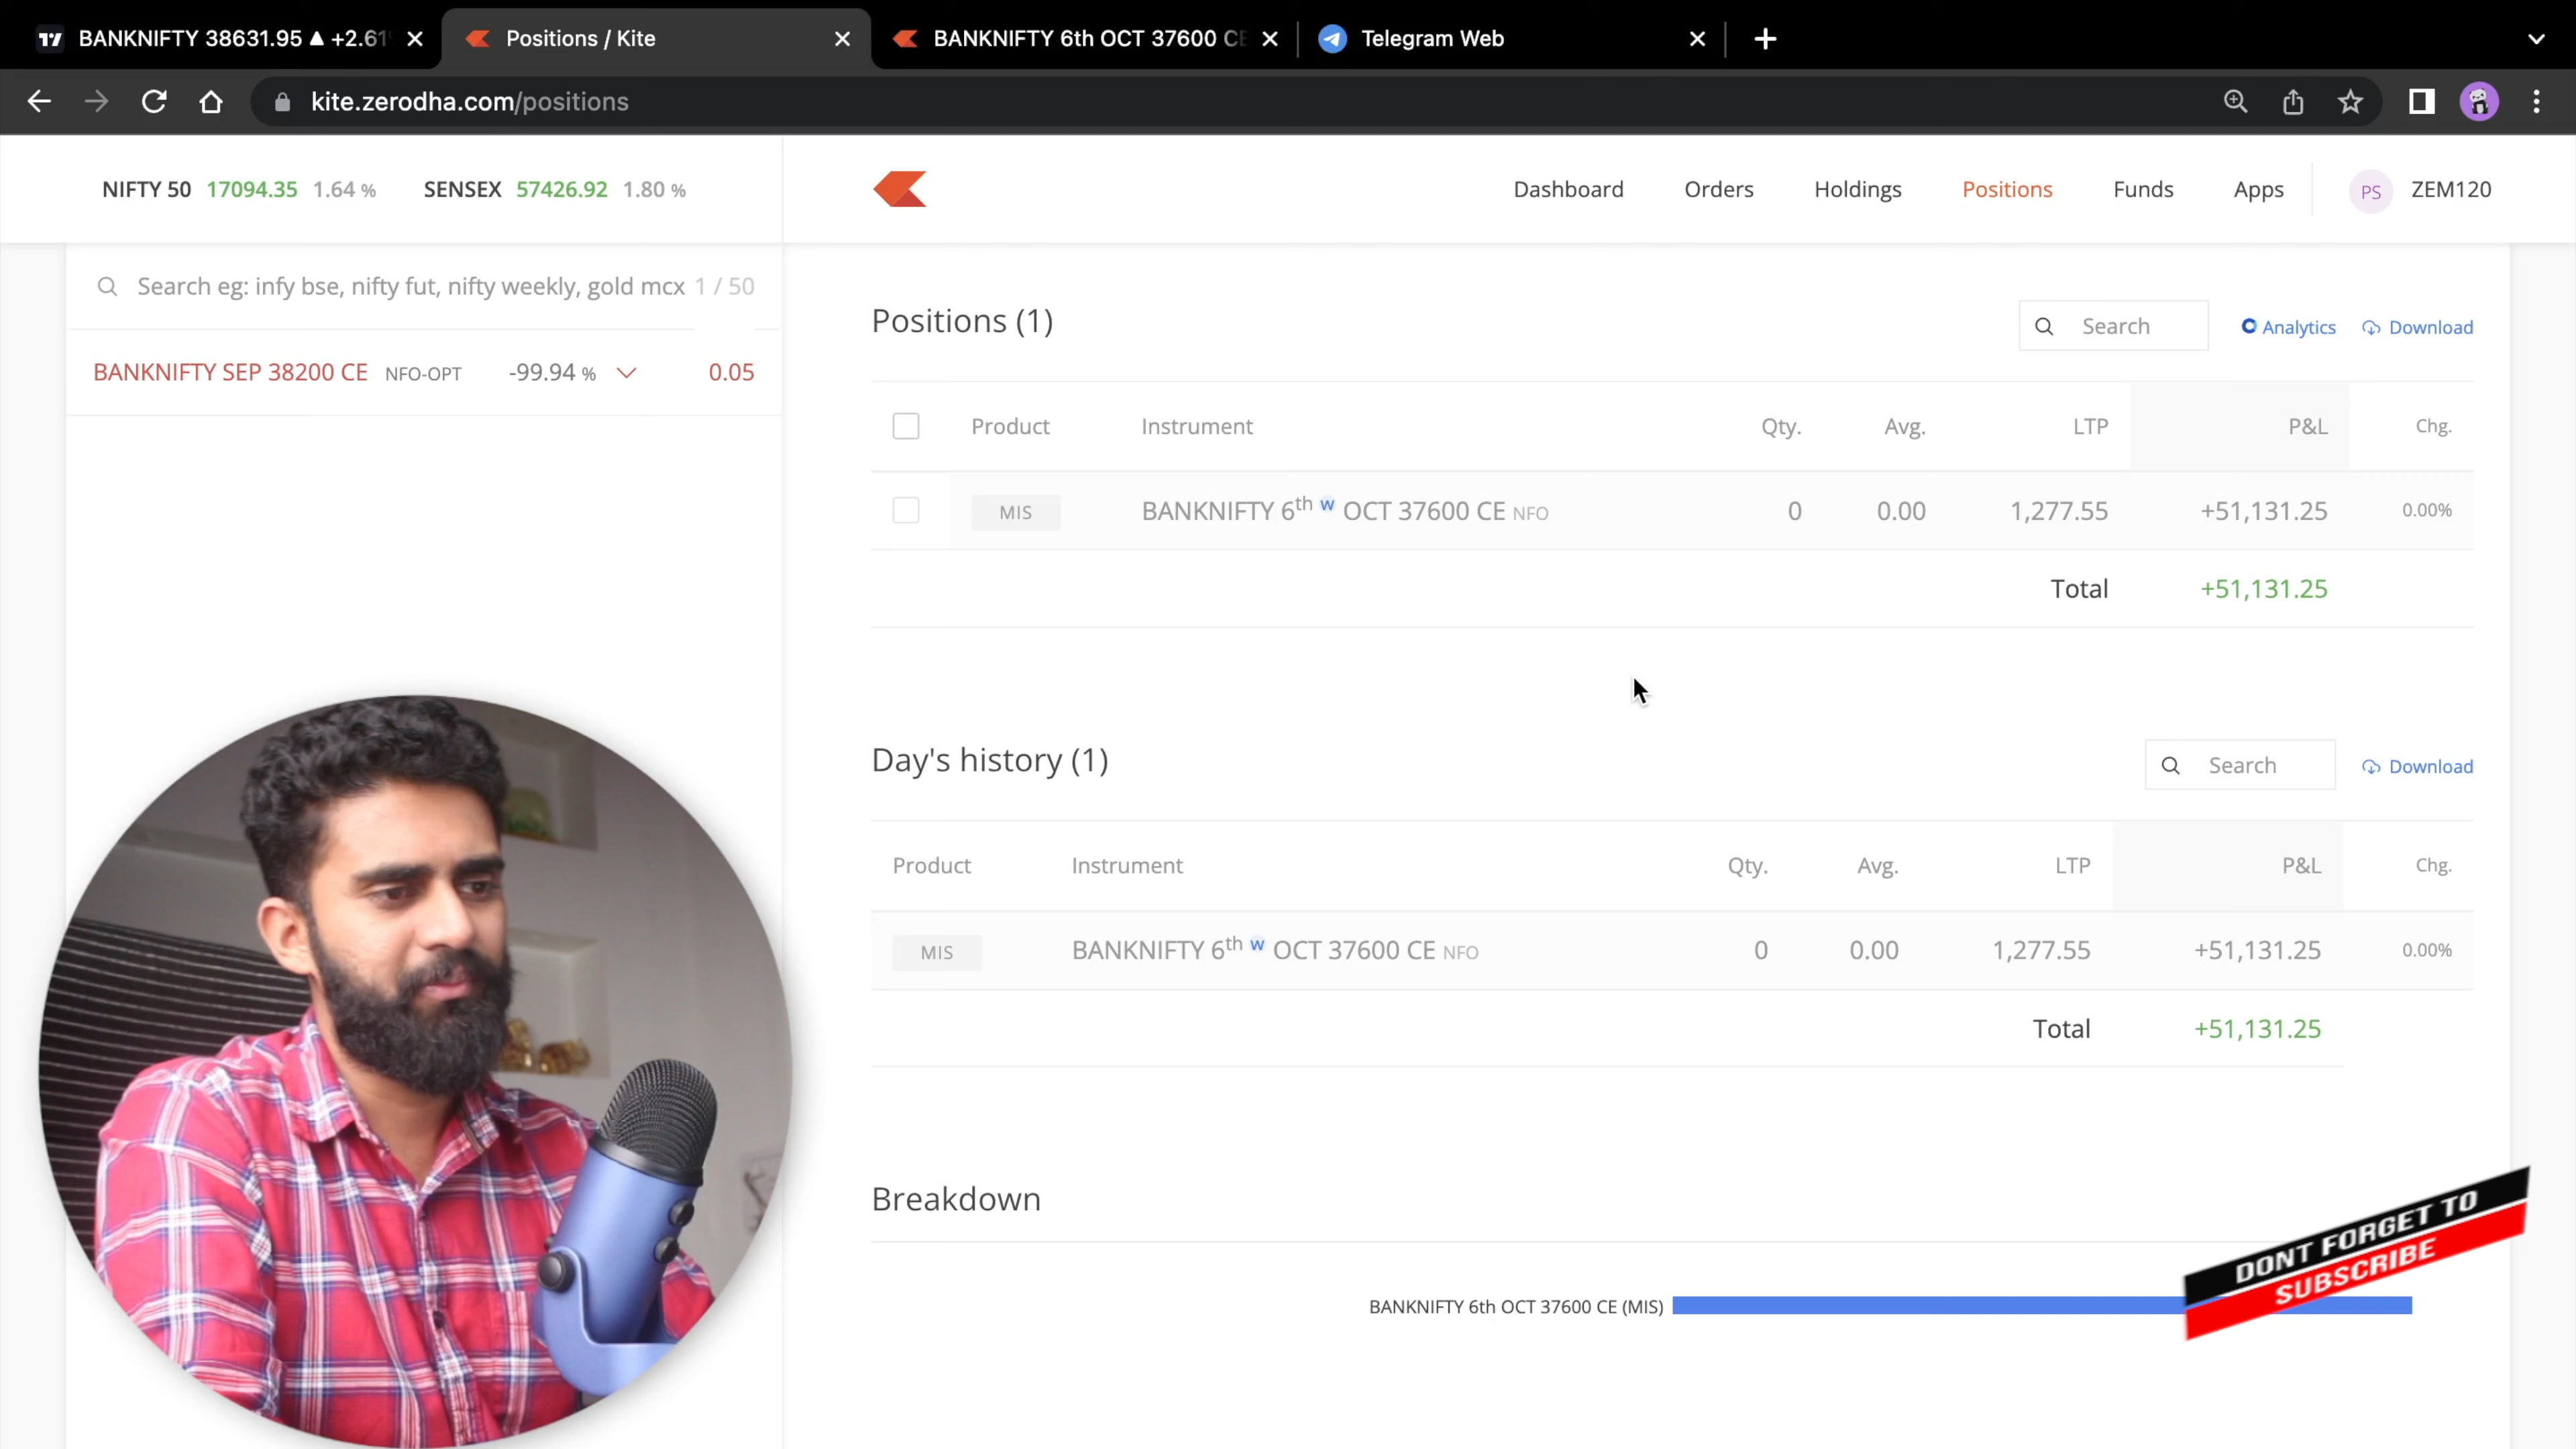 BANKNIFTY 38631.95 ▲ +2.61
Positions / Kite
BANKNIFTY 6th OCT 37600 CE
Telegram Web
kite.zerodha.com/positions
NIFTY 50 17094.35 1.64 %
SENSEX 57426.92 1.80 %
Dashboard Orders Holdings Positions Funds Apps PS ZEM120
Search eg: infy bse, nifty fut, nifty weekly, gold mcx 1 / 50
BANKNIFTY SEP 38200 CE NFO-OPT -99.94 % 0.05
Positions (1)
Search Analytics Download
Product Instrument Qty. Avg. LTP P&L Chg.
MIS BANKNIFTY 6th w OCT 37600 CE NFO 0 0.00 1,277.55 +51,131.25 0.00%
Total +51,131.25
Day's history (1)
Search Download
Product Instrument Qty. Avg. LTP P&L Chg.
MIS BANKNIFTY 6th w OCT 37600 CE NFO 0 0.00 1,277.55 +51,131.25 0.00%
Total +51,131.25
Breakdown
BANKNIFTY 6th OCT 37600 CE (MIS)
DONT FORGET TO
SUBSCRIBE